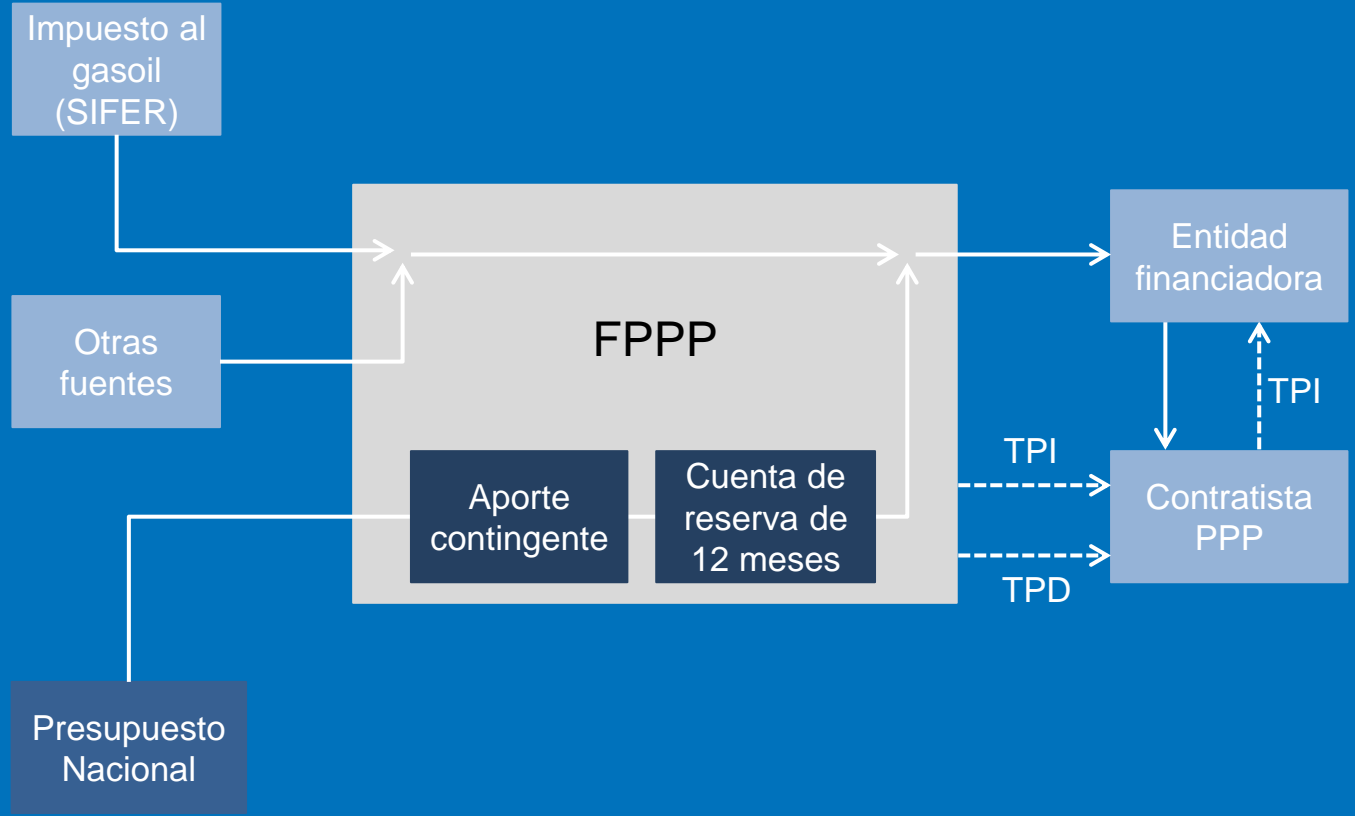 Impuesto al
gasoil
(SIFER)
Otras
fuentes
FPPP
Entidad
financiadora
TPI
Aporte
contingente
Cuenta de
reserva de
12 meses
TPI
TPD
Contratista
PPP
Presupuesto
Nacional